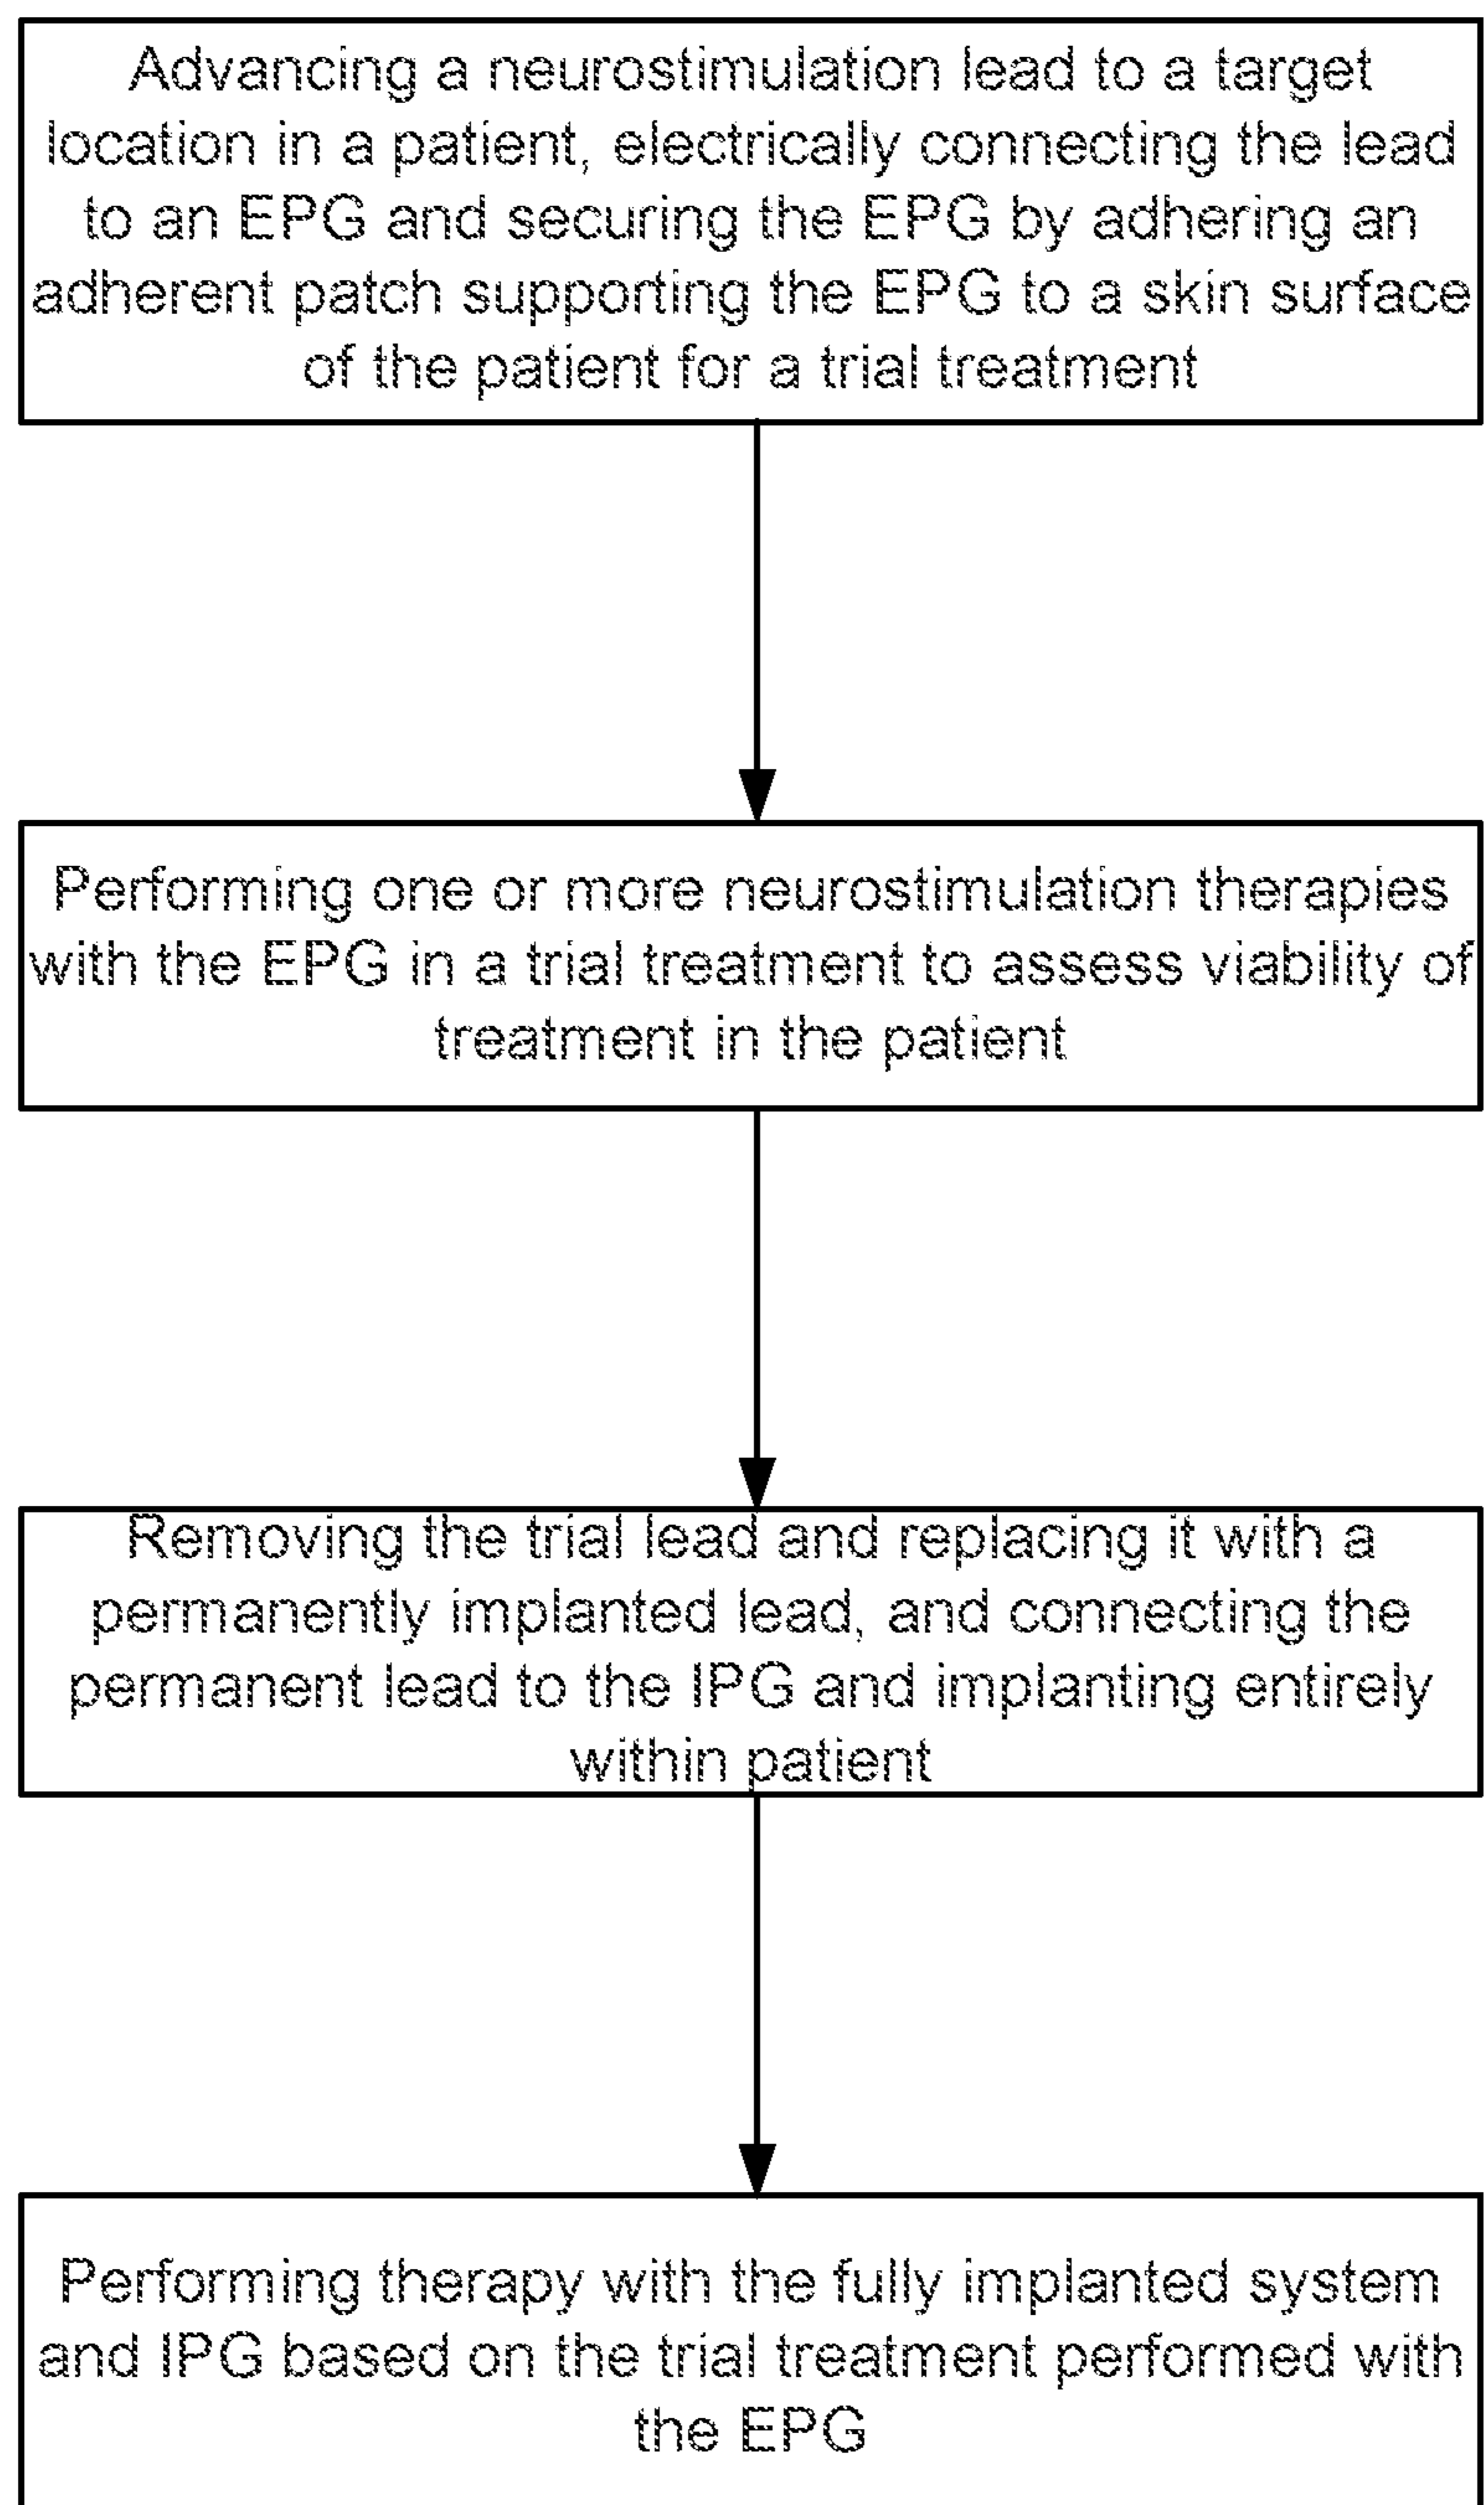 Advancing a neurostimulation lead to a target
location in a patient, electrically connecting the lead
to an EPG and securing the EPG by adhering an
adherent patch supporting the EPG to a skin surface
of the patient for a trial treatment
Performing one or more neurostimulation therapies
with the EPG in a trial treatment to assess viability of
treatment in the patient
Removing the trial lead and replacing it with a
permanently implanted lead, and connecting the
permanent lead to the IPG and implanting entirely
within patient
Performing therapy with the fully implanted system
and IPG based on the trial treatment performed with
the EPG